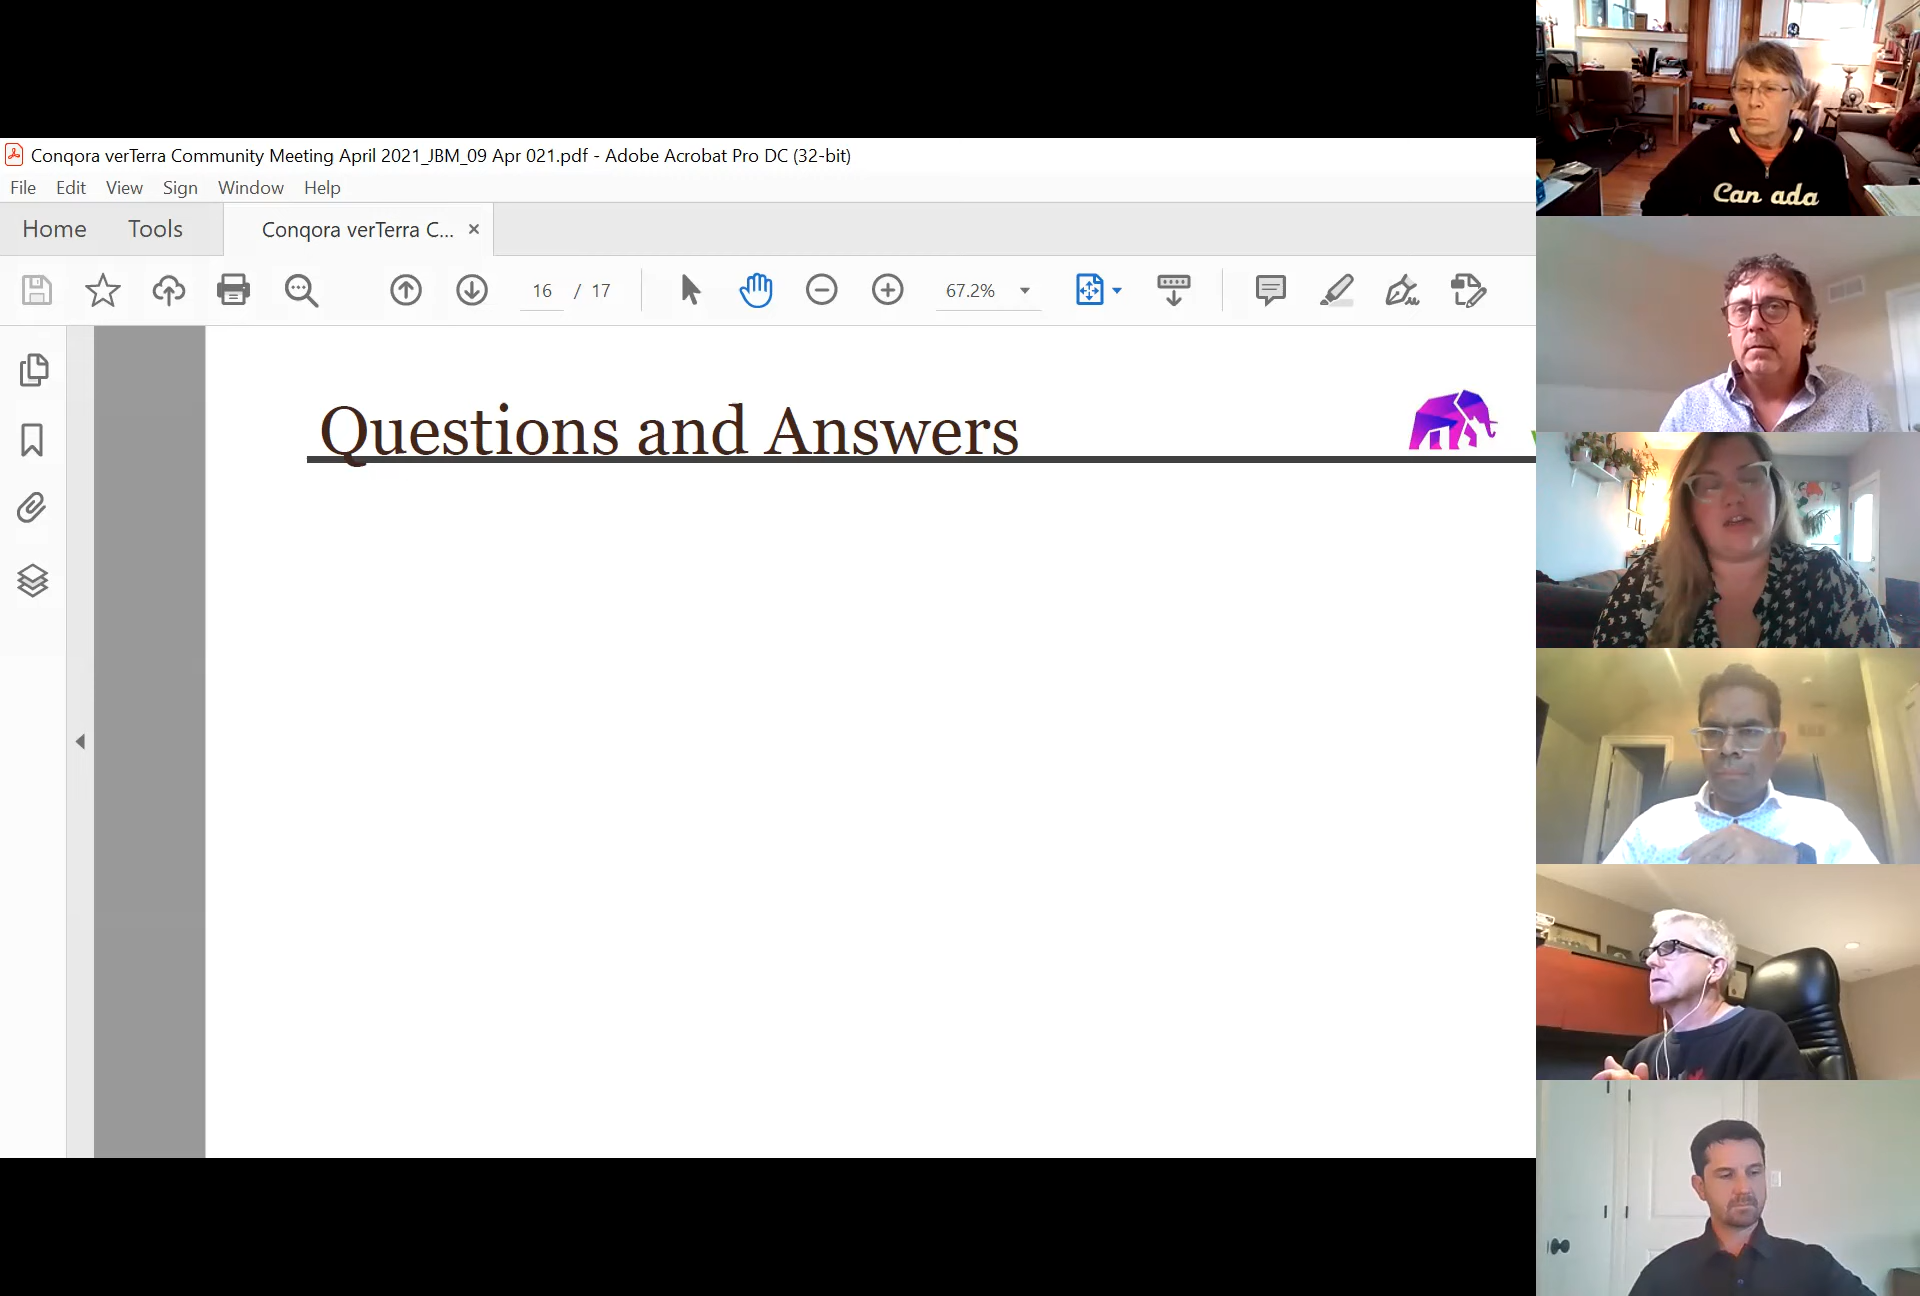 Conqora verTerra Community Meeting April 2021_JBM_09 Apr 021.pdf - Adobe Acrobat Pro DC (32-bit)
File Edit View Sign Window Help
Home Tools Conqora verTerra C... ×
16 / 17 67.2%
Questions and Answers
Can ada